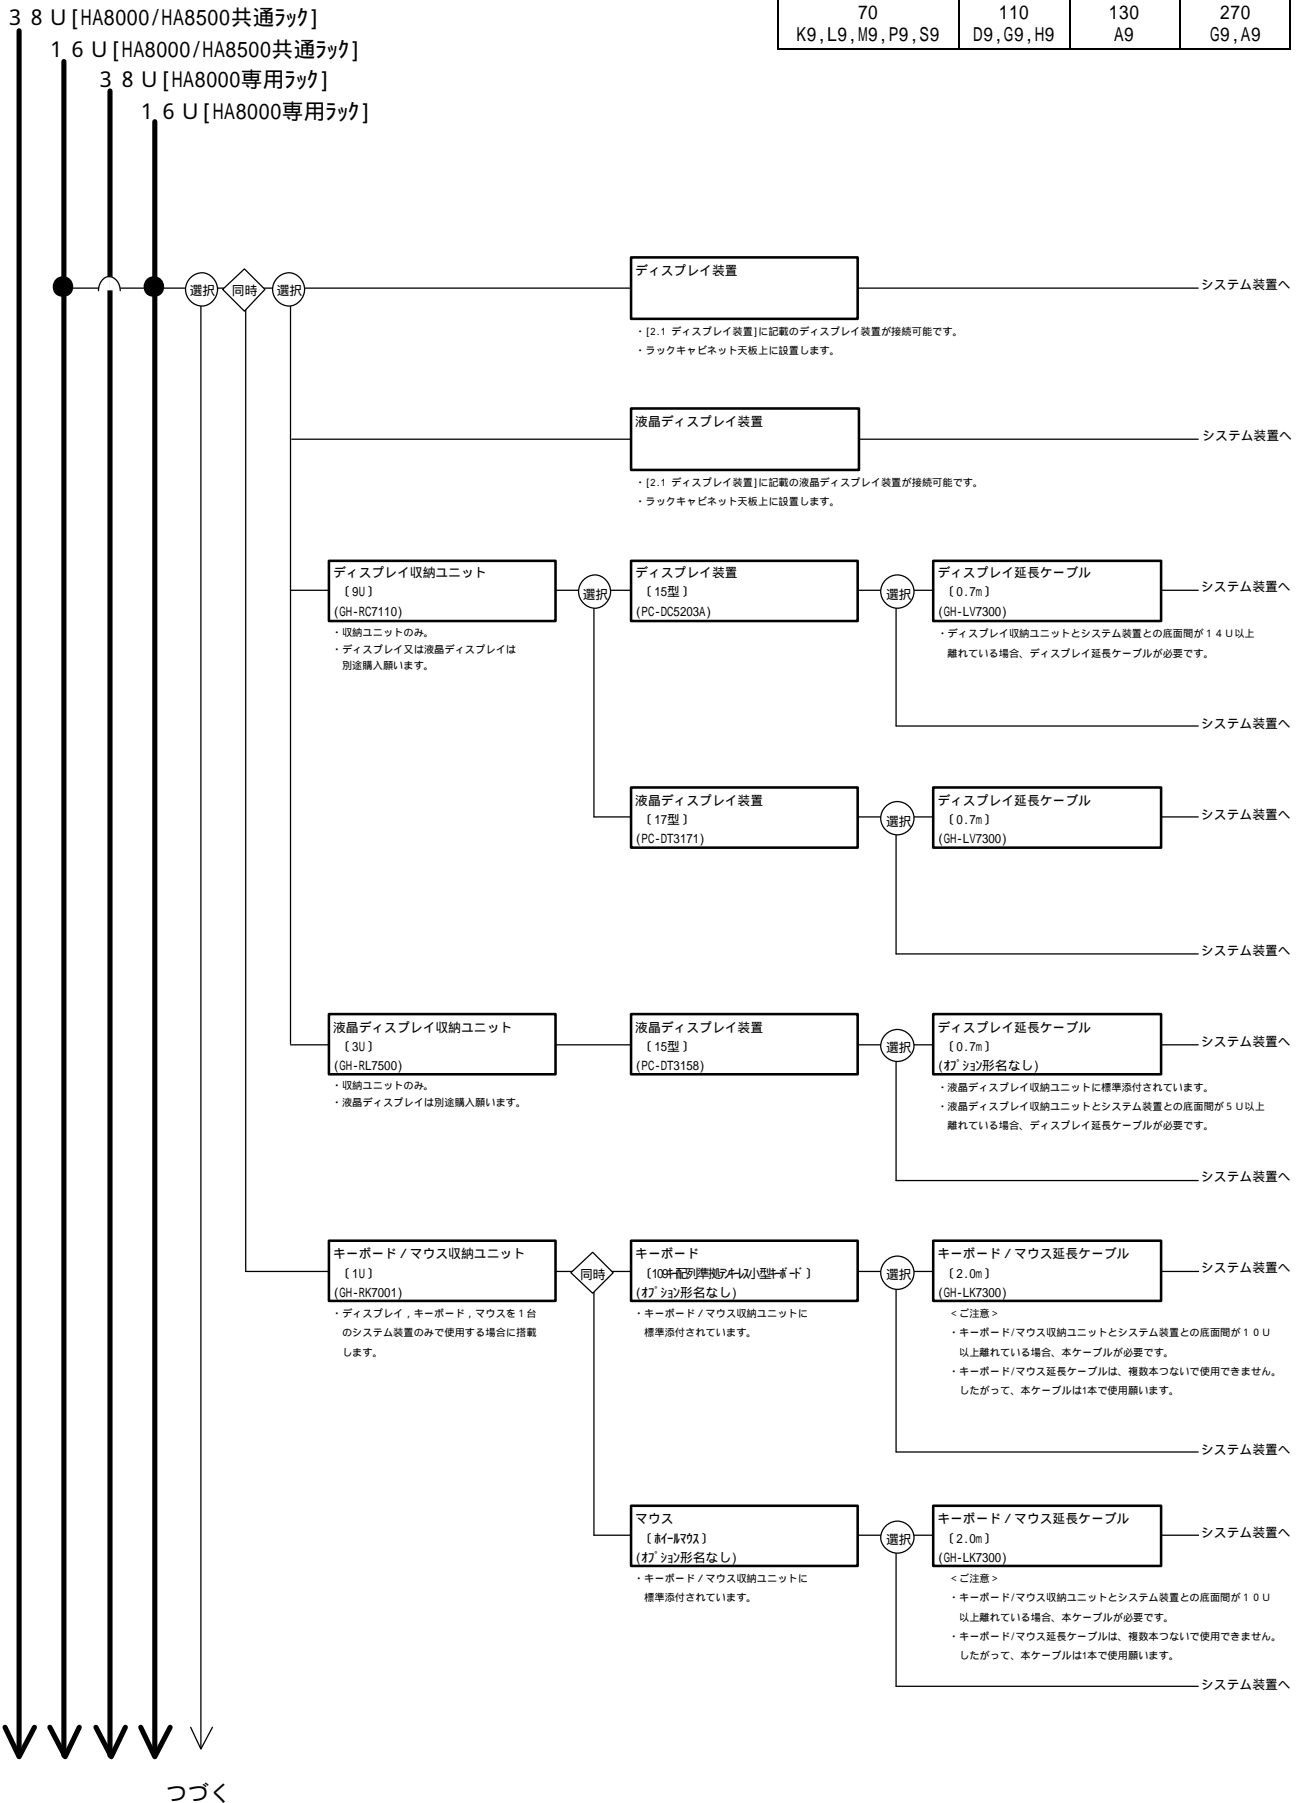 ３８Ｕ[HA8000/HA8500共通ﾗｯｸ]
１６Ｕ[HA8000/HA8500共通ﾗｯｸ]
３８Ｕ[HA8000専用ﾗｯｸ]
１６Ｕ[HA8000専用ﾗｯｸ]
70 110 130 270
K9,L9,M9,P9,S9 D9,G9,H9 A9 G9,A9
選択 同時 選択
ディスプレイ装置
システム装置へ
・[2.1 ディスプレイ装置]に記載のディスプレイ装置が接続可能です。
・ラックキャビネット天板上に設置します。
液晶ディスプレイ装置
システム装置へ
・[2.1 ディスプレイ装置]に記載の液晶ディスプレイ装置が接続可能です。
・ラックキャビネット天板上に設置します。
ディスプレイ収納ユニット
〔9U〕
(GH-RC7110)
・収納ユニットのみ。
・ディスプレイ又は液晶ディスプレイは
別途購入願います。
選択
ディスプレイ装置
〔15型〕
(PC-DC5203A)
選択
ディスプレイ延長ケーブル
〔0.7m〕
(GH-LV7300)
システム装置へ
・ディスプレイ収納ユニットとシステム装置との底面間が１４Ｕ以上
離れている場合、ディスプレイ延長ケーブルが必要です。
システム装置へ
液晶ディスプレイ装置
〔17型〕
(PC-DT3171)
選択
ディスプレイ延長ケーブル
〔0.7m〕
(GH-LV7300)
システム装置へ
システム装置へ
液晶ディスプレイ収納ユニット
〔3U〕
(GH-RL7500)
・収納ユニットのみ。
・液晶ディスプレイは別途購入願います。
液晶ディスプレイ装置
〔15型〕
(PC-DT3158)
選択
ディスプレイ延長ケーブル
〔0.7m〕
(ｵﾌﾟｼｮﾝ形名なし)
システム装置へ
・液晶ディスプレイ収納ユニットに標準添付されています。
・液晶ディスプレイ収納ユニットとシステム装置との底面間が５Ｕ以上
離れている場合、ディスプレイ延長ケーブルが必要です。
システム装置へ
キーボード / マウス収納ユニット
〔1U〕
(GH-RK7001)
・ディスプレイ，キーボード，マウスを１台
のシステム装置のみで使用する場合に搭載
します。
同時
キーボード
〔109ｷｰ配列準拠ﾃﾝｷｰﾚｽ小型ｷｰﾎﾞｰﾄﾞ〕
(ｵﾌﾟｼｮﾝ形名なし)
・キーボード / マウス収納ユニットに
標準添付されています。
選択
キーボード / マウス延長ケーブル
〔2.0m〕
(GH-LK7300)
システム装置へ
＜ご注意＞
・キーボード/マウス収納ユニットとシステム装置との底面間が１０Ｕ
以上離れている場合、本ケーブルが必要です。
・キーボード/マウス延長ケーブルは、複数本つないで使用できません。
したがって、本ケーブルは1本で使用願います。
システム装置へ
マウス
〔ﾎｲｰﾙﾏｳｽ〕
(ｵﾌﾟｼｮﾝ形名なし)
・キーボード / マウス収納ユニットに
標準添付されています。
選択
キーボード / マウス延長ケーブル
〔2.0m〕
(GH-LK7300)
システム装置へ
＜ご注意＞
・キーボード/マウス収納ユニットとシステム装置との底面間が１０Ｕ
以上離れている場合、本ケーブルが必要です。
・キーボード/マウス延長ケーブルは、複数本つないで使用できません。
したがって、本ケーブルは1本で使用願います。
システム装置へ
つづく